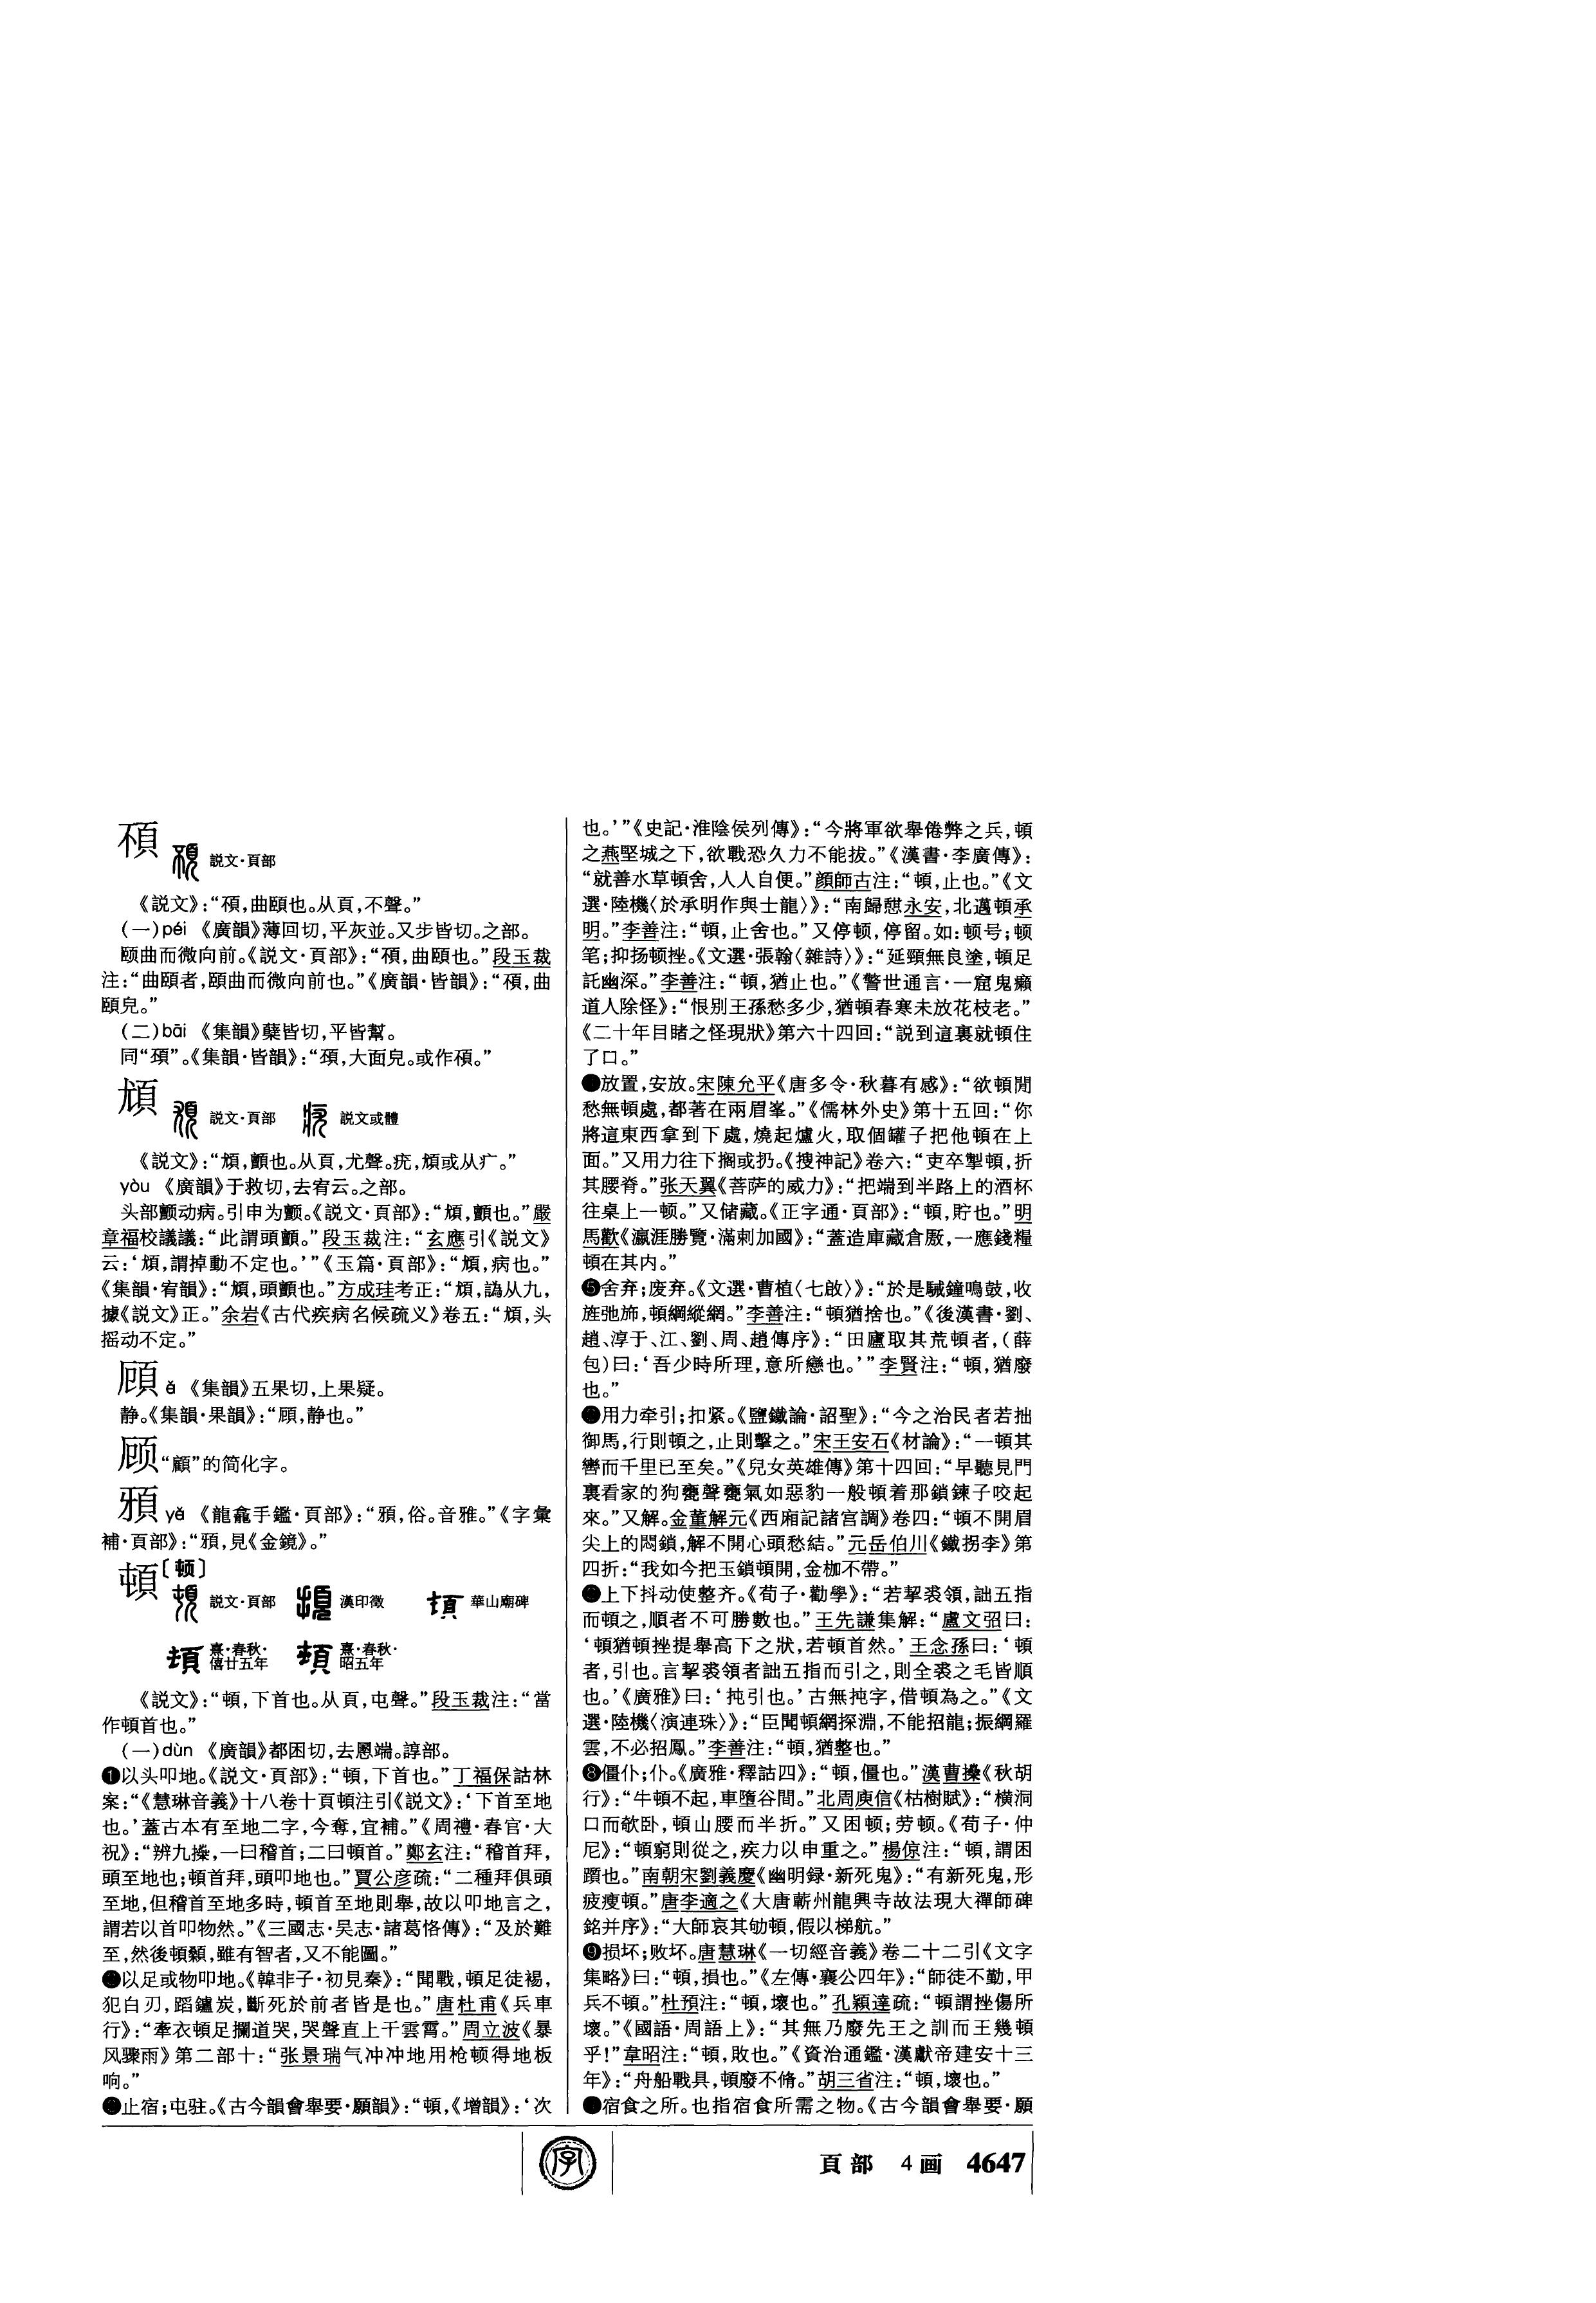 䫠
説文·頁部
《説文》：“䫠，曲頤也。从頁，不聲。”
（一）péi 《廣韻》薄回切，平灰並。又步皆切。之部。
颐曲而微向前。《説文·頁部》：“䫠，曲頤也。”段玉裁
注：“曲頤者，頤曲而微向前也。”《廣韻·皆韻》：“䫠，曲
頤皃。”
（二）bāi 《集韻》蘖皆切，平皆幫。
同“䫊”。《集韻·皆韻》：“䫊，大面皃。或作䫠。”
頄
説文·頁部 説文或體
《説文》：“煩，顫也。从頁，尤聲。疣，或从疒。”
yòu 《廣韻》于救切，去宥云。之部。
头部颤动病。引申为颤。《説文·頁部》：“，顫也。”嚴
章福校議議：“此謂頭顫。”段玉裁注：“玄應引《説文》
云：‘，謂掉動不定也。’”《玉篇·頁部》：“，病也。”
《集韻·宥韻》：“，頭顫也。”方成珪考正：“，譌从九，
據《説文》正。”余岩《古代疾病名候疏义》卷五：“，头
摇动不定。”
ě 《集韻》五果切，上果疑。
静。《集韻·果韻》：“，静也。”
顾“顧”的简化字。
yǎ 《龍龕手鑑·頁部》：“，俗。音雅。”《字彙
補·頁部》：“，見《金鏡》。”
頓〔顿〕
説文·頁部 漢印徵 華山廟碑
熹·春秋·僖廿五年 熹·春秋·昭五年
《説文》：“頓，下首也。从頁，屯聲。”段玉裁注：“當
作頓首也。”
（一）dùn 《廣韻》都困切，去慁端。諄部。
❶以头叩地。《説文·頁部》：“頓，下首也。”丁福保詁林
案：“《慧琳音義》十八卷十頁頓注引《説文》：‘下首至地
也。’蓋古本有至地二字，今奪，宜補。”《周禮·春官·大
祝》：“辨九㩲，一曰稽首；二曰頓首。”鄭玄注：“稽首拜，
頭至地也；頓首拜，頭叩地也。”賈公彦疏：“二種拜俱頭
至地，但稽首至地多時，頓首至地則舉，故以叩地言之，
謂若以首叩物然。”《三國志·吴志·諸葛恪傳》：“及於難
至，然後頓顙，雖有智者，又不能圖。”
❷以足或物叩地。《韓非子·初見秦》：“聞戰，頓足徒裼，
犯白刃，蹈鑪炭，斷死於前者皆是也。”唐杜甫《兵車
行》：“牽衣頓足攔道哭，哭聲直上干雲霄。”周立波《暴
风骤雨》第二部十：“张景瑞气冲冲地用枪顿得地板
响。”
❸止宿；屯驻。《古今韻會舉要·願韻》：“頓，《增韻》：‘次
也。’”《史記·淮陰侯列傳》：“今將軍欲舉倦弊之兵，頓
之燕堅城之下，欲戰恐久力不能拔。”《漢書·李廣傳》：
“就善水草頓舍，人人自便。”顔師古注：“頓，止也。”《文
選·陸機〈於承明作與士龍〉》：“南歸憇永安，北邁頓承
明。”李善注：“頓，止舍也。”又停顿，停留。如：顿号；顿
笔；抑扬顿挫。《文選·張翰〈雜詩〉》：“延頸無良塗，頓足
託幽深。”李善注：“頓，猶止也。”《警世通言·一窟鬼癩
道人除怪》：“恨别王孫愁多少，猶頓春寒未放花枝老。”
《二十年目睹之怪現狀》第六十四回：“説到這裏就頓住
了口。”
❹放置，安放。宋陳允平《唐多令·秋暮有感》：“欲頓閒
愁無頓處，都著在兩眉峯。”《儒林外史》第十五回：“你
將這東西拿到下處，燒起爐火，取個罐子把他頓在上
面。”又用力往下搁或扔。《搜神記》卷六：“吏卒掣頓，折
其腰脊。”张天翼《菩萨的威力》：“把端到半路上的酒杯
往桌上一顿。”又储藏。《正字通·頁部》：“頓，貯也。”明
馬歡《瀛涯勝覽·滿剌加國》：“蓋造庫藏倉厫，一應錢糧
頓在其内。”
❺舍弃；废弃。《文選·曹植〈七啟〉》：“於是駴鐘鳴鼓，收
旌弛斾，頓綱縱網。”李善注：“頓猶捨也。”《後漢書·劉、
趙、淳于、江、劉、周、趙傳序》：“田廬取其荒頓者，（薛
包）曰：‘吾少時所理，意所戀也。’”李賢注：“頓，猶廢
也。”
❻用力牵引；扣紧。《鹽鐵論·詔聖》：“今之治民者若拙
御馬，行則頓之，止則擊之。”宋王安石《材論》：“一頓其
轡而千里已至矣。”《兒女英雄傳》第十四回：“早聽見門
裏看家的狗甕聲甕氣如惡豹一般頓着那鎖鍊子咬起
來。”又解。金董解元《西廂記諸宫調》卷四：“頓不開眉
尖上的悶鎖，解不開心頭愁結。”元岳伯川《鐵拐李》第
四折：“我如今把玉鎖頓開，金枷不帶。”
❼上下抖动使整齐。《荀子·勸學》：“若挈裘領，詘五指
而頓之，順者不可勝數也。”王先謙集解：“盧文弨曰：
‘頓猶頓挫提舉高下之狀，若頓首然。’王念孫曰：‘頓
者，引也。言挈裘領者詘五指而引之，則全裘之毛皆順
也。’《廣雅》曰：‘扽引也。’古無扽字，借頓為之。”《文
選·陸機〈演連珠〉》：“臣聞頓網探淵，不能招龍；振綱羅
雲，不必招鳳。”李善注：“頓，猶整也。”
❽僵仆；仆。《廣雅·釋詁四》：“頓，僵也。”漢曹操《秋胡
行》：“牛頓不起，車墮谷間。”北周庾信《枯樹賦》：“横洞
口而欹卧，頓山腰而半折。”又困顿；劳顿。《荀子·仲
尼》：“頓窮則從之，疾力以申重之。”楊倞注：“頓，謂困
躓也。”南朝宋劉義慶《幽明録·新死鬼》：“有新死鬼，形
疲瘦頓。”唐李適之《大唐蘄州龍興寺故法現大禪師碑
銘并序》：“大師哀其劬頓，假以梯航。”
❾损坏；败坏。唐慧琳《一切經音義》卷二十二引《文字
集略》曰：“頓，損也。”《左傳·襄公四年》：“師徒不勤，甲
兵不頓。”杜預注：“頓，壞也。”孔穎達疏：“頓謂挫傷所
壞。”《國語·周語上》：“其無乃廢先王之訓而王幾頓
乎！”韋昭注：“頓，敗也。”《資治通鑑·漢獻帝建安十三
年》：“舟船戰具，頓廢不脩。”胡三省注：“頓，壞也。”
❿宿食之所。也指宿食所需之物。《古今韻會舉要·願
字
頁部 4画 4647